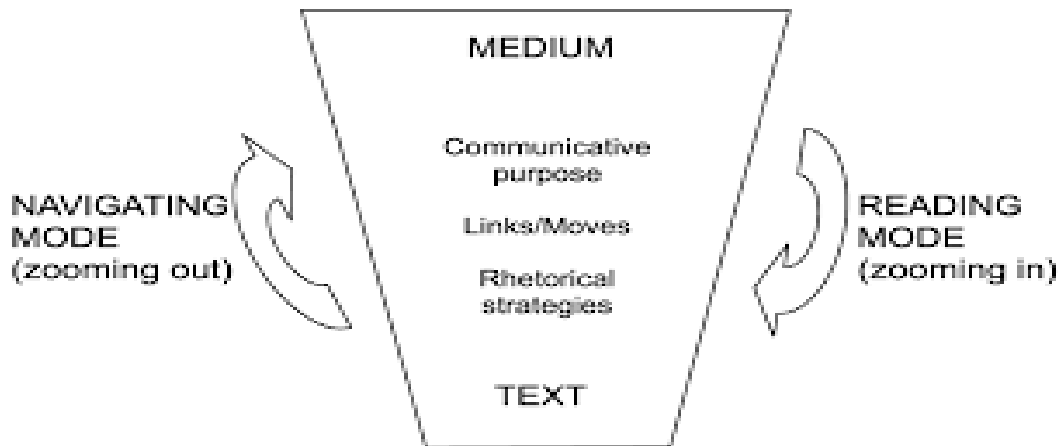 MEDIUM
Communicative
purpose
Links/Moves
Rhetorical
strategies
TEXT
NAVIGATING
MODE
(zooming out)
READING
MODE
(zooming in)